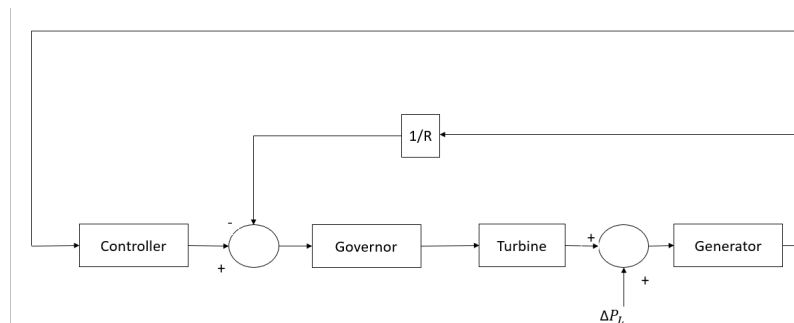 1/R
-
Controller
Governor
Turbine
Generator
+
+
+
ΔP_L